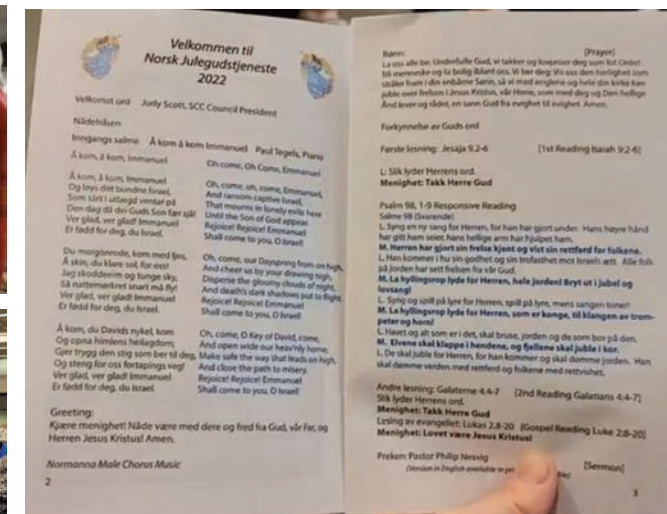 Velkommen til
Norsk Julegudstjeneste
2022
Velkomst ord Judy Scott, SCC Council President
Nådehilsen
Inngangs salme Å kom å kom Immanuel Paul Tegels, Piano
Å kom, å kom, Immanuel Oh come, Oh Come, Emmanuel
Å kom, å kom, Immanuel
Og løys ditt bundne Israel,
Som sårt i utlegd ventar på
Den dag då dei Guds Son fær sjå!
Ver glad, ver glad! Immanuel
Er fødd for deg, du Israel.
Oh, come, oh, come, Emmanuel,
And ransom captive Israel,
That mourns in lonely exile here
Until the Son of God appear.
Rejoice! Rejoice! Emmanuel
Shall come to you, O Israel!
Du morgonrode, kom med ljos,
Å skin, du klare sol, for oss!
Jag skoddeeim og tunge sky,
Så nattemørkret snart må fly!
Ver glad, ver glad! Immanuel
Er fødd for deg, du Israel.
Oh, come, our Dayspring from on high,
And cheer us by your drawing nigh,
Disperse the gloomy clouds of night,
And death's dark shadows put to flight.
Rejoice! Rejoice! Emmanuel
Shall come to you, O Israel!
Å kom, du Davids nykel, kom
Og opna himlens heilagdom;
Gjer trygg den stig som ber til deg,
Og steng for oss fortapings veg!
Ver glad, ver glad! Immanuel
Er fødd for deg, du Israel
Oh, come, O Key of David, come,
And open wide our heav'nly home;
Make safe the way that leads on high,
And close the path to misery.
Rejoice! Rejoice! Emmanuel
Shall come to you, O Israel!
Greeting:
Kjære menighet! Nåde være med dere og fred fra Gud, vår Far, og
Herren Jesus Kristus! Amen.
Normanna Male Chorus Music
2
Bønn: [Prayer]
La oss alle be. Underfulle Gud, vi takker og lovpriser deg som lot Ordet
bli menneske og ta bolig iblant oss. Vi ber deg: Vis oss den herlighet som
stråler fram i din enbårne Sønn, så vi med englene og hele din kirke kan
juble over frelsen i Jesus Kristus, vår Herre, som med deg og Den hellige
Ånd lever og råder, en sann Gud fra evighet til evighet. Amen.
Forkynnelse av Guds ord
Første lesning: Jesaja 9.2-6 [1st Reading Isaiah 9:2-6]
L: Slik lyder Herrens ord.
Menighet: Takk Herre Gud
Psalm 98, 1-9 Responsive Reading
Salme 98 (Svarende)
L. Syng en ny sang for Herren, for han har gjort under. Hans høyre hånd
har gitt ham seier, hans hellige arm har hjulpet ham.
M. Herren har gjort sin frelse kjent og vist sin rettferd for folkene.
L. Han kommer i hu sin godhet og sin trofasthet mot Israels ætt. Alle folk
på jorden har sett frelsen fra vår Gud.
M. La hyllingsrop lyde for Herren, hele jorden! Bryt ut i jubel og
lovsang!
L. Syng og spill på lyre for Herren, spill på lyre, mens sangen toner!
M. La hyllingsrop lyde for Herren, som er konge, til klangen av trom-
peter og horn!
L. Havet og alt som er i det, skal bruse, jorden og de som bor på den.
M. Elvene skal klappe i hendene, og fjellene skal juble i kor.
L. De skal juble for Herren, for han kommer og skal dømme jorden. Han
skal dømme verden med rettferd og folkene med rettvishet.
Andre lesning: Galaterne 4.4-7 [2nd Reading Galatians 4:4-7]
Slik lyder Herrens ord.
Menighet: Takk Herre Gud
Lesing av evangeliet: Lukas 2.8-20 [Gospel Reading Luke 2:8-20]
Menighet: Lovet være Jesus Kristus!
Preken: Pastor Philip Nesvig [Sermon]
(Version in English available in
3